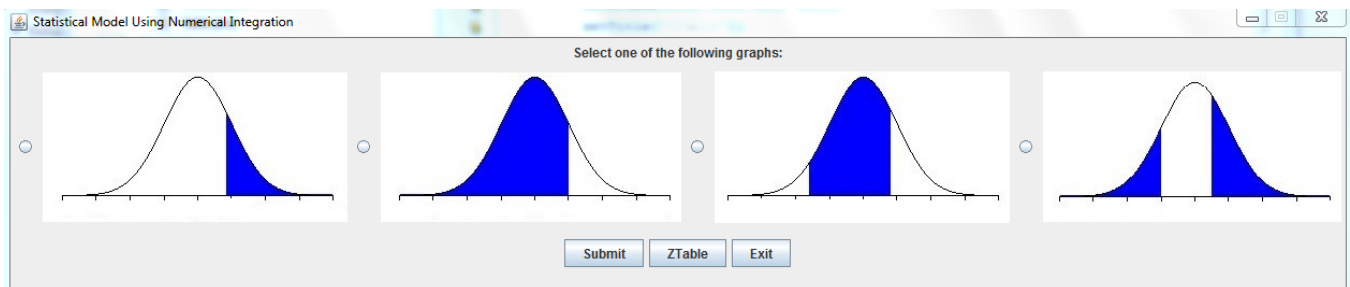 Statistical Model Using Numerical Integration
Select one of the following graphs:
Submit
ZTable
Exit